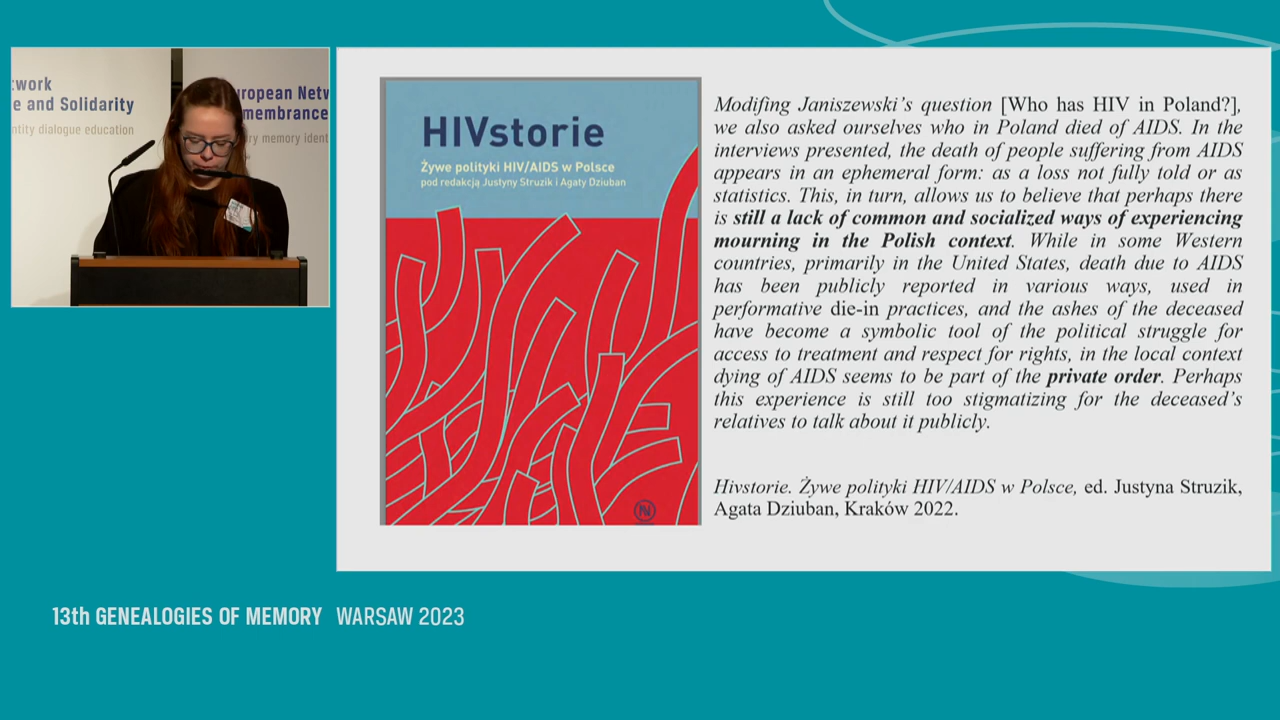 twork
e and Solidarity
ntity dialogue education
uropean Netw
membrance
ry memory ident
HIVstorie
Żywe polityki HIV/AIDS w Polsce
pod redakcją Justyny Struzik i Agaty Dziuban
Modifing Janiszewski's question [Who has HIV in Poland?],
we also asked ourselves who in Poland died of AIDS. In the
interviews presented, the death of people suffering from AIDS
appears in an ephemeral form: as a loss not fully told or as
statistics. This, in turn, allows us to believe that perhaps there
is still a lack of common and socialized ways of experiencing
mourning in the Polish context. While in some Western
countries, primarily in the United States, death due to AIDS
has been publicly reported in various ways, used in
performative die-in practices, and the ashes of the deceased
have become a symbolic tool of the political struggle for
access to treatment and respect for rights, in the local context
dying of AIDS seems to be part of the private order. Perhaps
this experience is still too stigmatizing for the deceased's
relatives to talk about it publicly.
Hivstorie. Żywe polityki HIV/AIDS w Polsce, ed. Justyna Struzik,
Agata Dziuban, Kraków 2022.
13th GENEALOGIES OF MEMORY WARSAW 2023